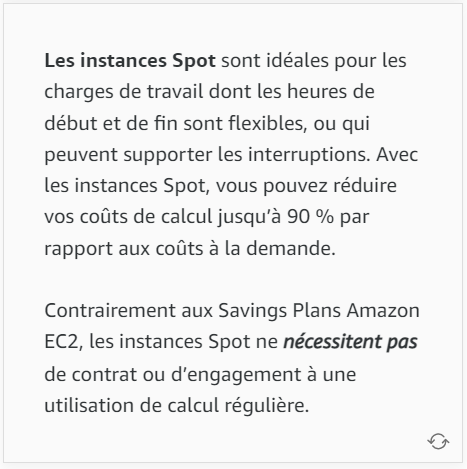 Les instances Spot sont idéales pour les
charges de travail dont les heures de
début et de fin sont flexibles, ou qui
peuvent supporter les interruptions. Avec
les instances Spot, vous pouvez réduire
vos coûts de calcul jusqu’à 90 % par
rapport aux coûts à la demande.
Contrairement aux Savings Plans Amazon
EC2, les instances Spot ne nécessitent pas
de contrat ou d’engagement à une
utilisation de calcul régulière.